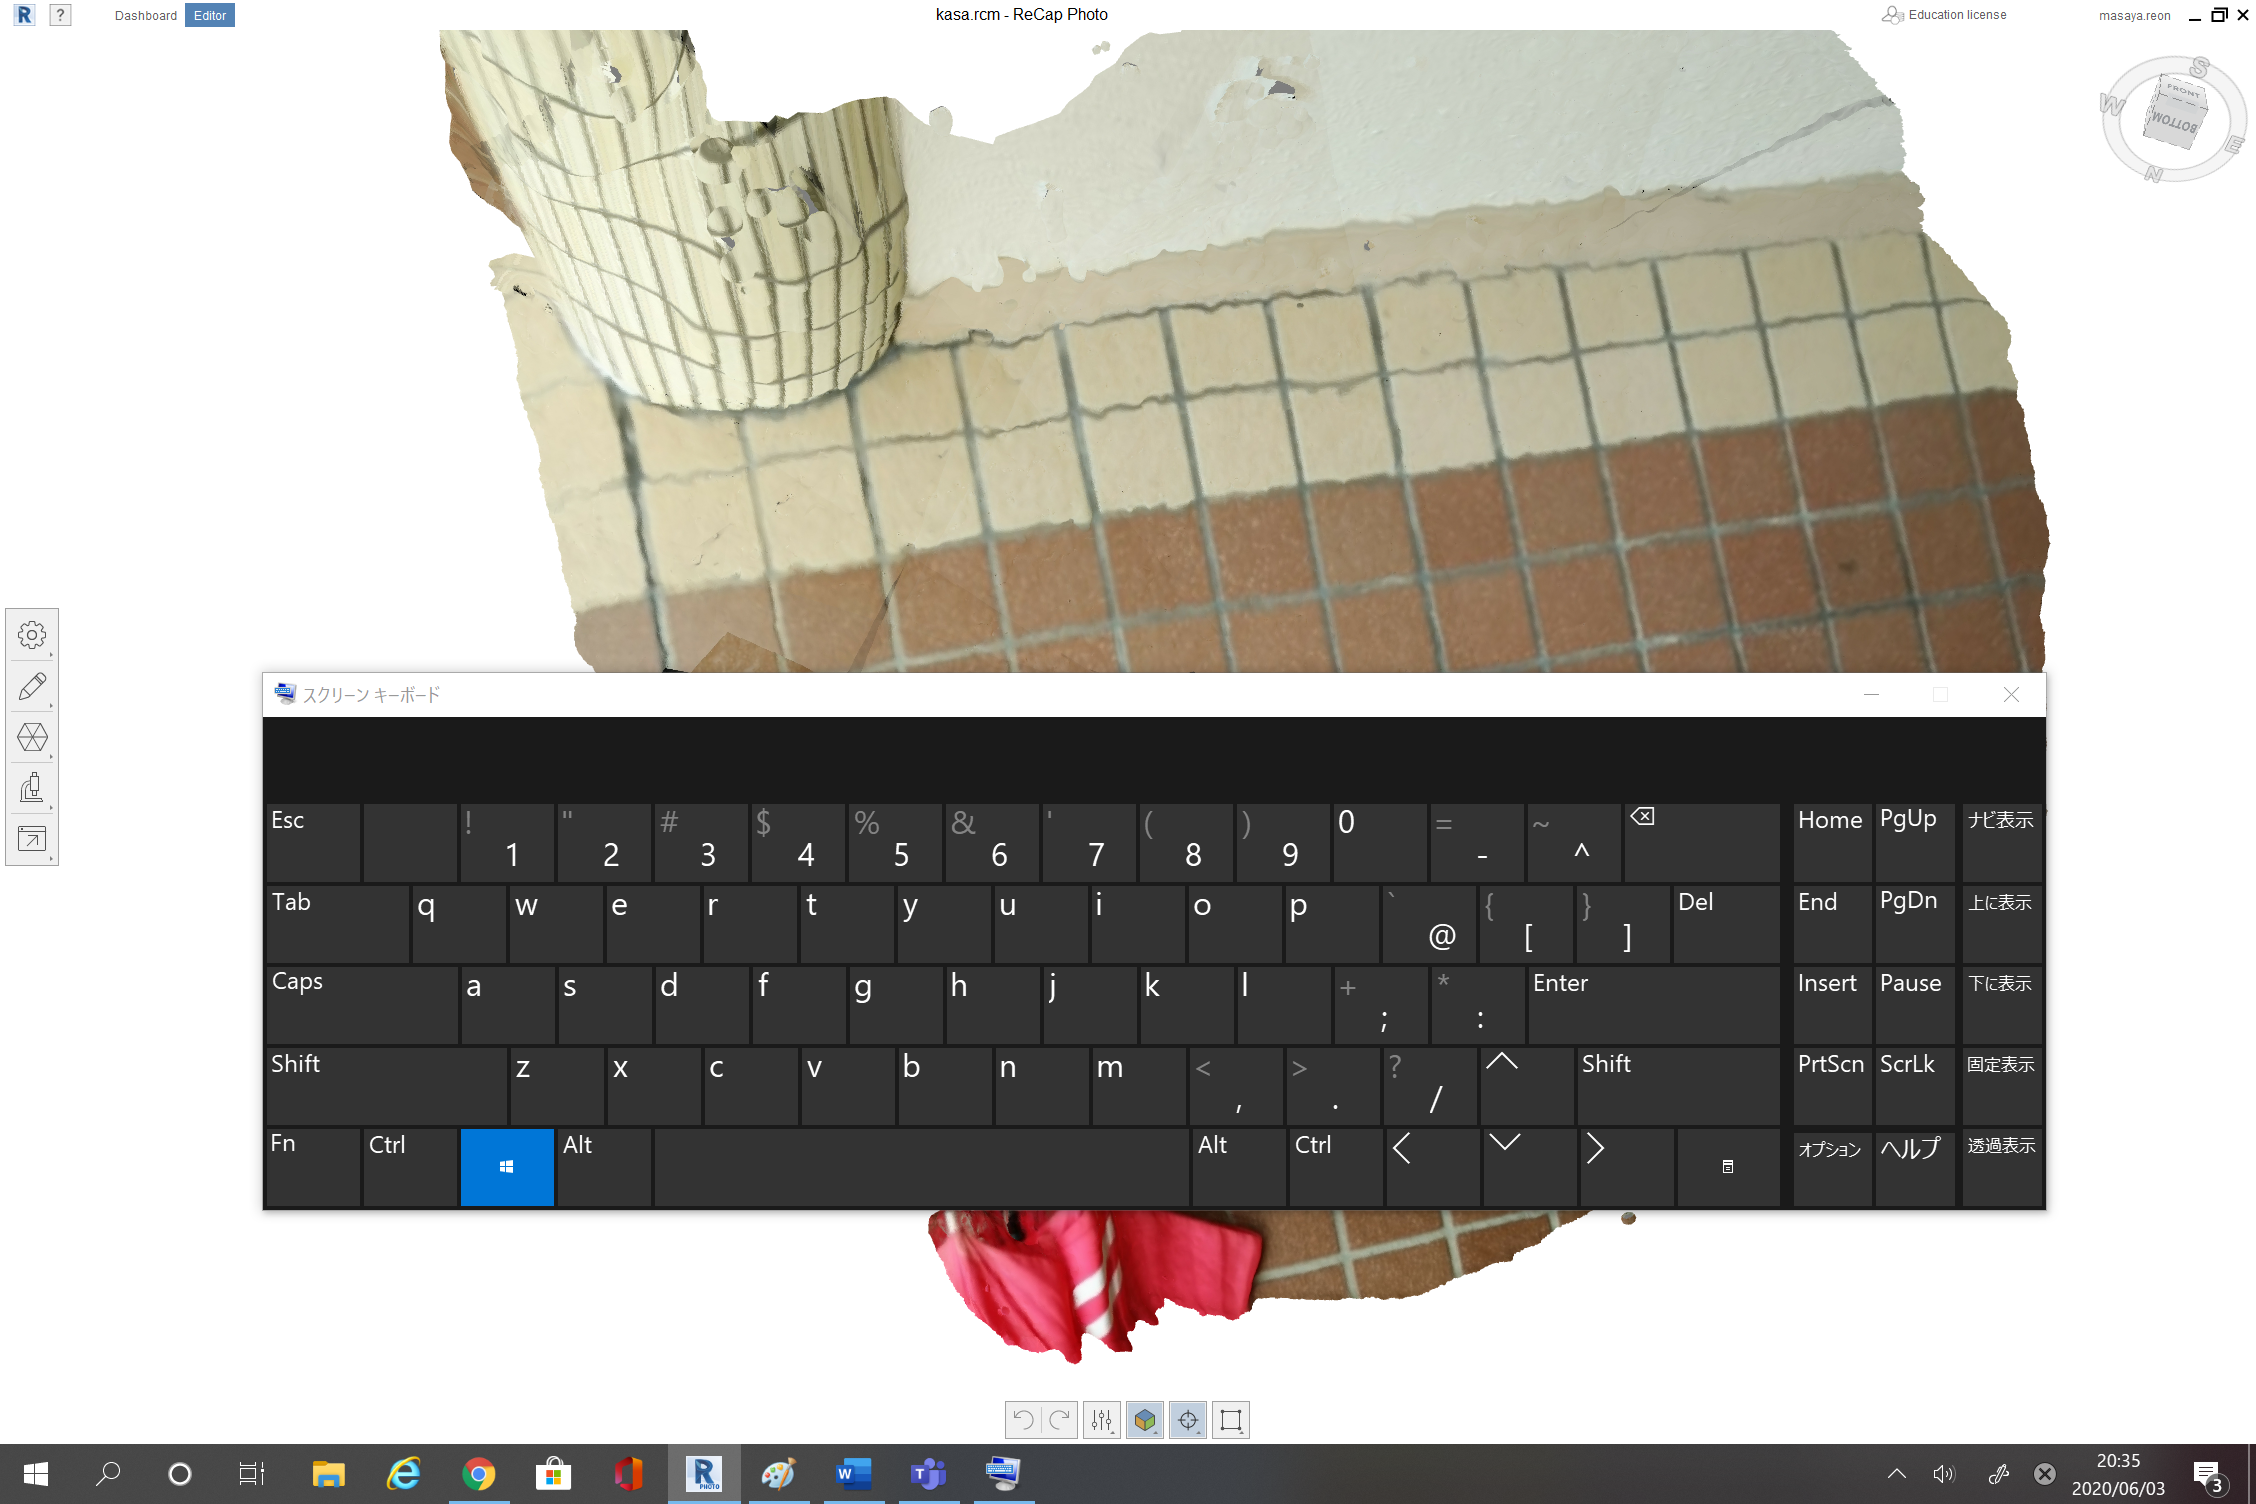 R ? Dashboard Editor kasa.rcm - ReCap Photo Education license masaya.reon
S
W FRONT
BOTTOM
E
N
スクリーン キーボード
Esc ! 1 " 2 # 3 $ 4 % 5 & 6 ' 7 ( 8 ) 9 0 = - ~ ^ Home PgUp ナビ表示
Tab q w e r t y u i o p ` @ { [ } ] Del End PgDn 上に表示
Caps a s d f g h j k l + ; * : Enter Insert Pause 下に表示
Shift z x c v b n m < , > . ? / Shift PrtScn ScrLk 固定表示
Fn Ctrl Alt Alt Ctrl オプション ヘルプ 透過表示
R
PHOTO
W
T
20:35
2020/06/03
3